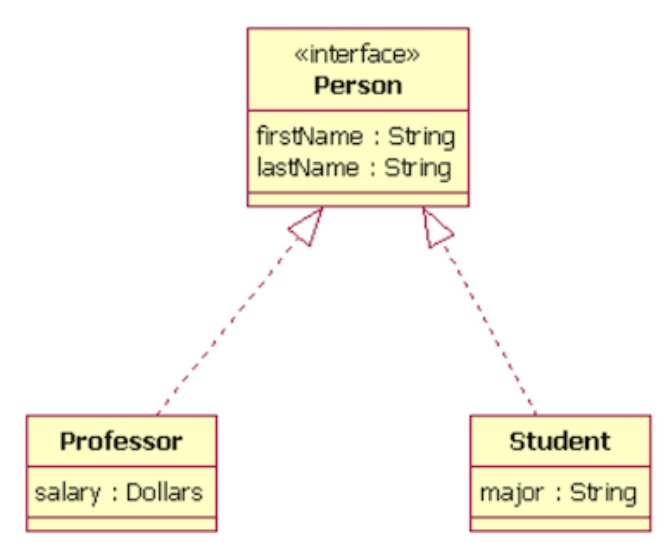 «interface»
Person
firstName : String
lastName : String
Professor
salary : Dollars
Student
major : String